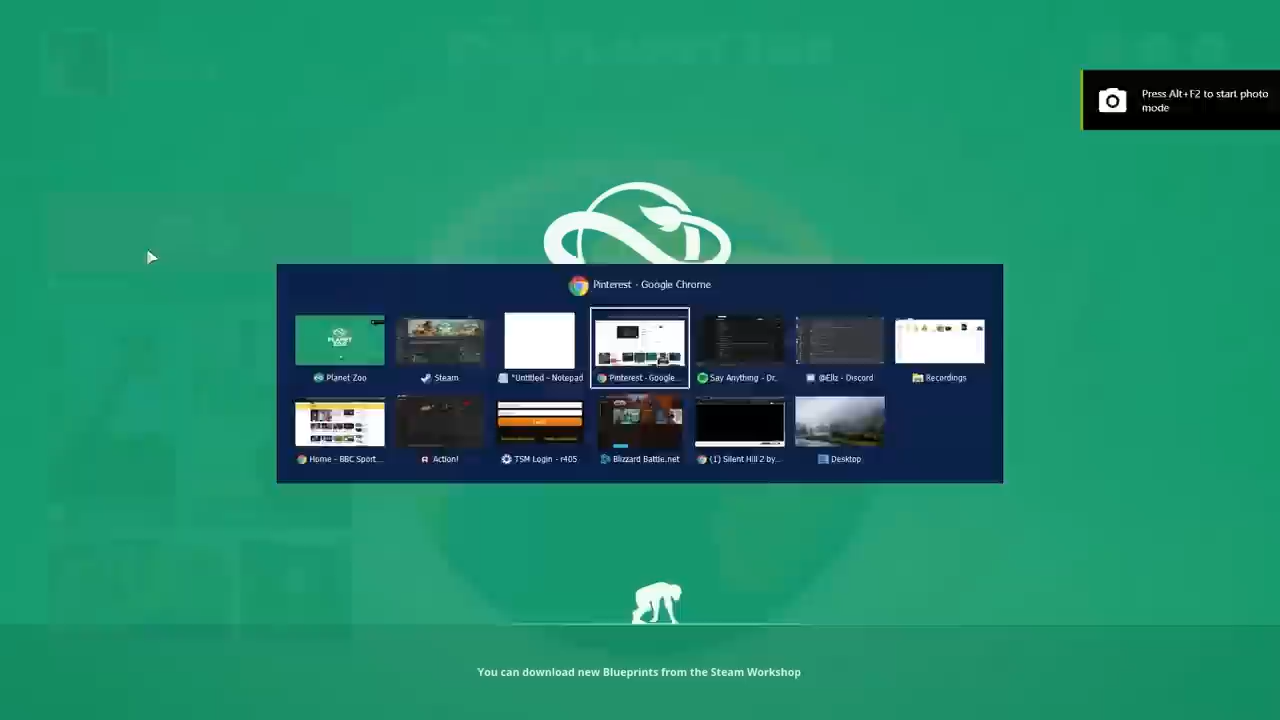 Press Alt+F2 to start photo
mode
Pinterest - Google Chrome
Planet Zoo
Steam
*Untitled - Notepad
Pinterest - Google...
Say Anything - Dr...
@Ellz - Discord
Recordings
Home - BBC Sport...
Action!
TSM Login - r405
Blizzard Battle.net
(1) Silent Hill 2 by...
Desktop
You can download new Blueprints from the Steam Workshop